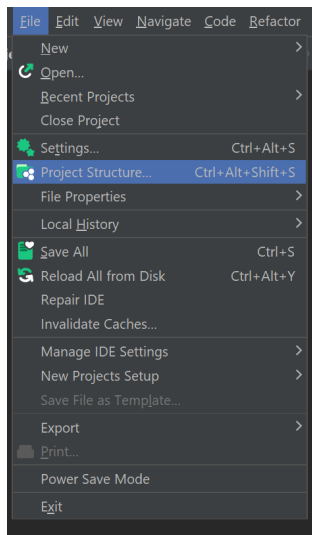 File Edit View Navigate Code Refactor
New
Open...
Recent Projects
Close Project
Settings... Ctrl+Alt+S
Project Structure... Ctrl+Alt+Shift+S
File Properties
Local History
Save All Ctrl+S
Reload All from Disk Ctrl+Alt+Y
Repair IDE
Invalidate Caches...
Manage IDE Settings
New Projects Setup
Save File as Template...
Export
Print...
Power Save Mode
Exit